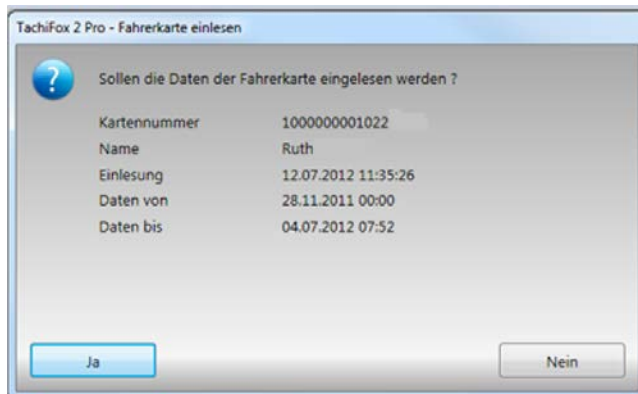 TachiFox 2 Pro - Fahrerkarte einlesen
Sollen die Daten der Fahrerkarte eingelesen werden ?
Kartennummer 1000000001022
Name Ruth
Einlesung 12.07.2012 11:35:26
Daten von 28.11.2011 00:00
Daten bis 04.07.2012 07:52
Ja Nein